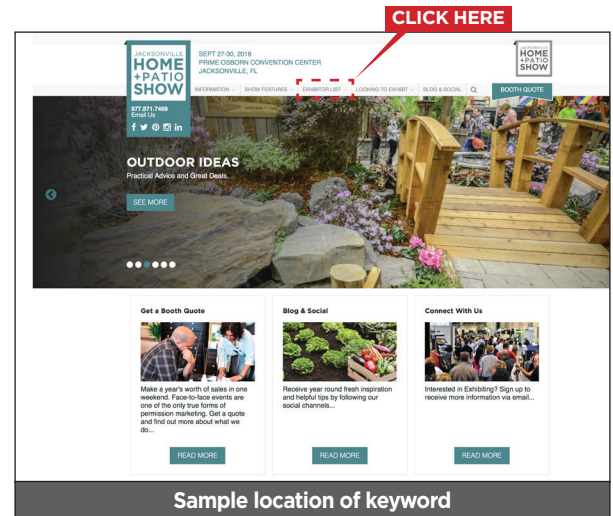 CLICK HERE
JACKSONVILLE
HOME
+PATIO
SHOW
SEPT 27-30, 2018
PRIME OSBORN CONVENTION CENTER
JACKSONVILLE, FL
JACKSONVILLE
HOME
+PATIO
SHOW
INFORMATION
SHOW FEATURES
EXHIBITOR LIST
LOOKING TO EXHIBIT
BLOG & SOCIAL
BOOTH QUOTE
877.871.7469
Email Us
OUTDOOR IDEAS
Practical Advice and Great Deals.
SEE MORE
Get a Booth Quote
Make a year's worth of sales in one
weekend. Face-to-face events are
one of the only true forms of
permission marketing. Get a quote
and find out more about what we
do...
READ MORE
Blog & Social
Receive year round fresh inspiration
and helpful tips by following our
social channels...
READ MORE
Connect With Us
Interested in Exhibiting? Sign up to
receive more information via email...
READ MORE
Sample location of keyword